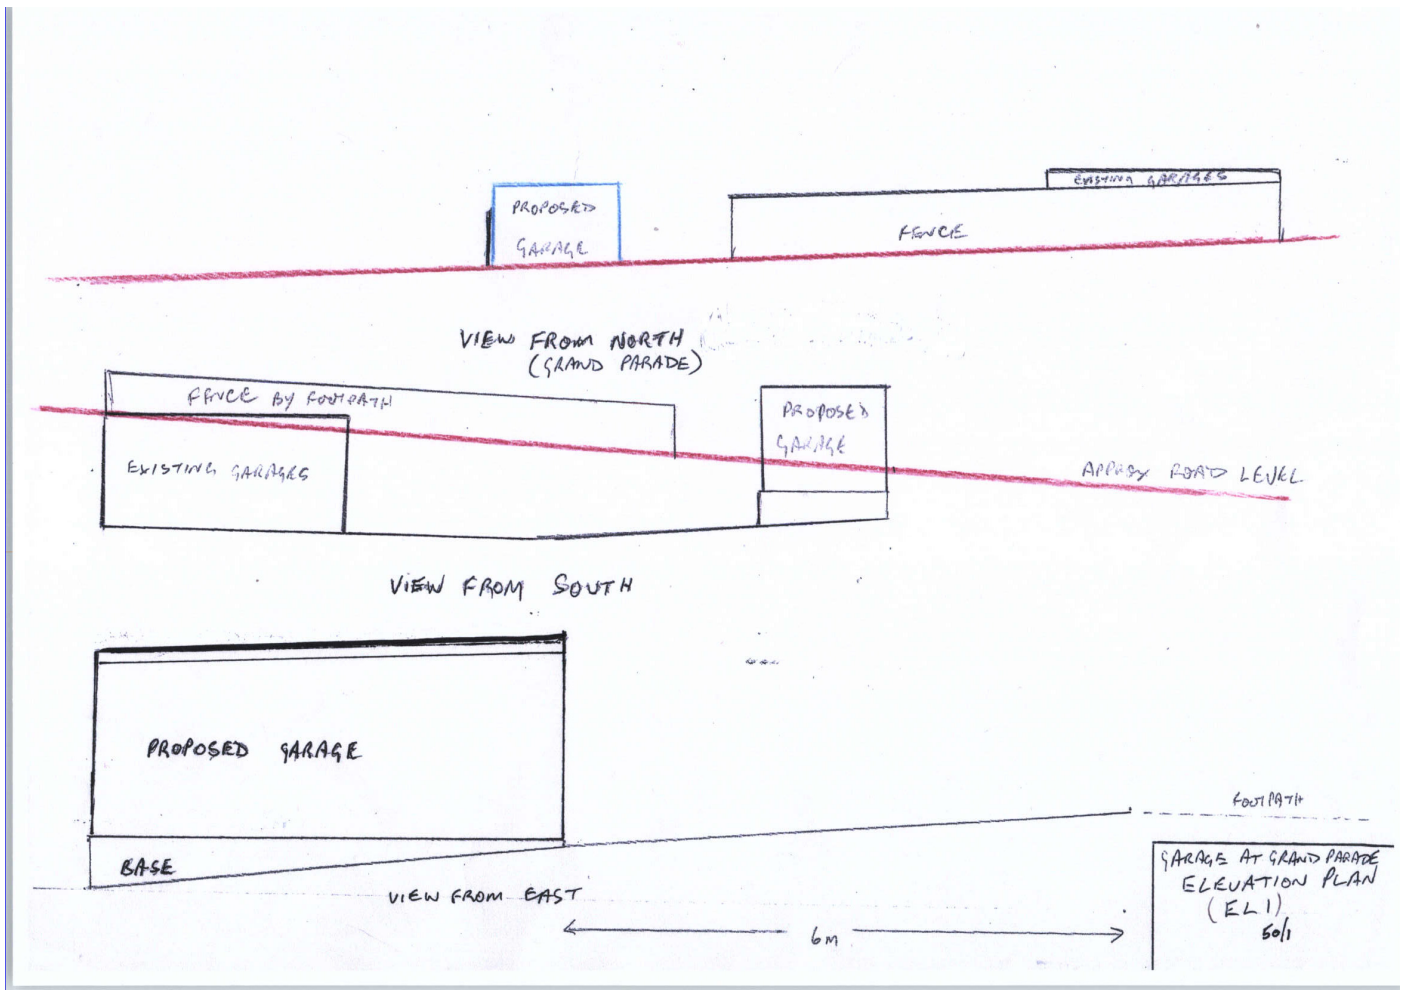 PROPOSED
GARAGE
EXISTING GARAGES
FENCE
VIEW FROM NORTH
(GRAND PARADE)
FENCE BY FOOTPATH
PROPOSED
GARAGE
EXISTING GARAGES
APPROX ROAD LEVEL
VIEW FROM SOUTH
PROPOSED GARAGE
BASE
VIEW FROM EAST
6M
FOOTPATH
GARAGE AT GRAND PARADE
ELEVATION PLAN
(EL1)
50/1